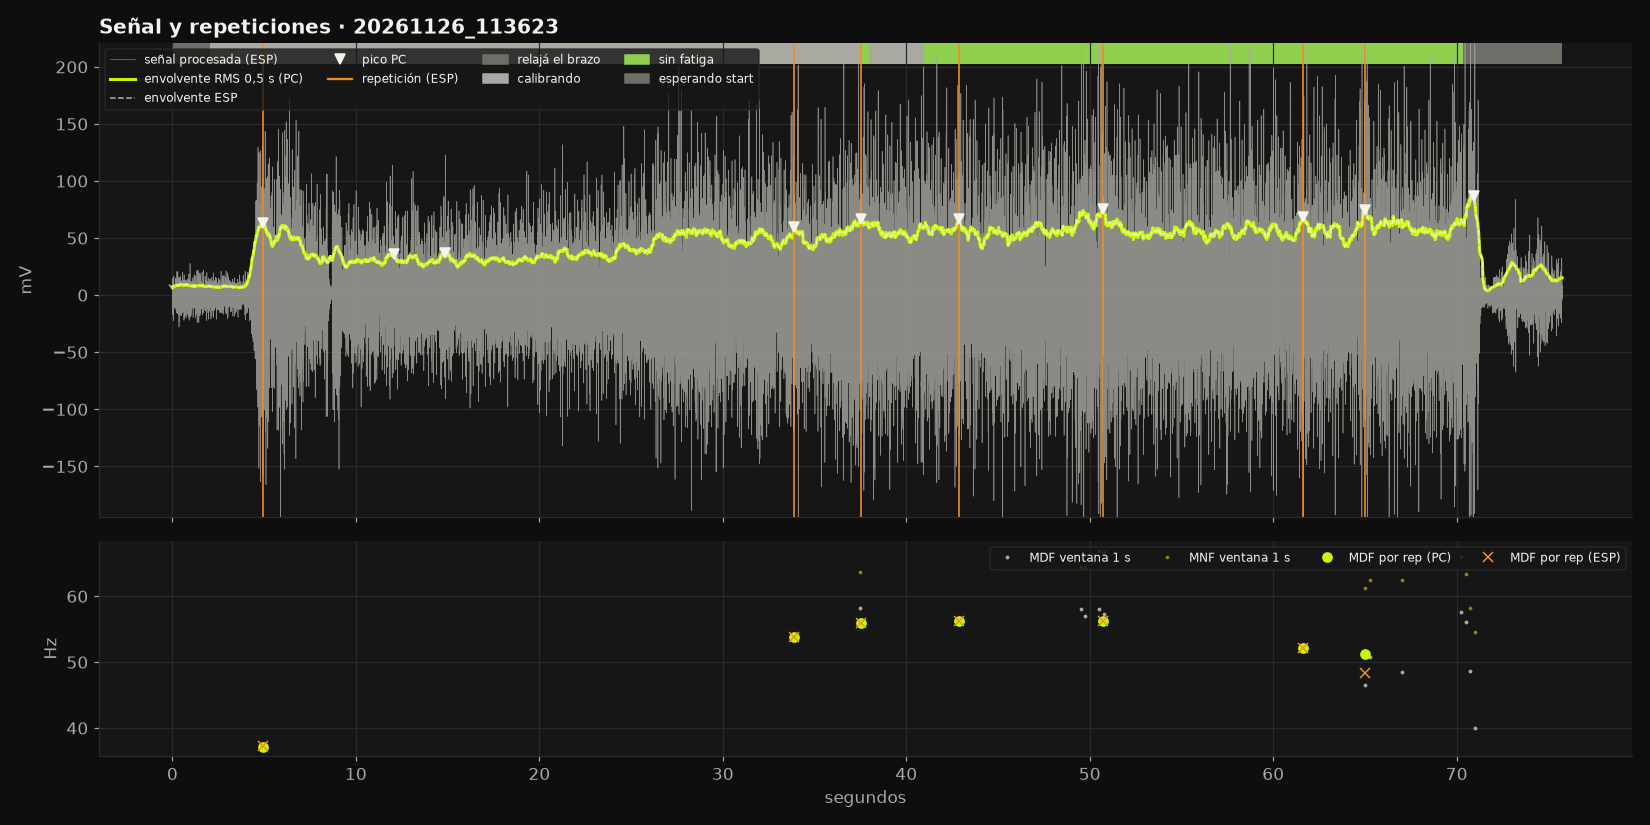 Señal y repeticiones · 20261126_113623
señal procesada (ESP)
envolvente RMS 0,5 s (PC)
envolvente ESP
pico PC
repetición (ESP)
relajá el brazo
calibrando
sin fatiga
esperando start
200
150
100
50
0
−50
−100
−150
mV
MDF ventana 1 s
MNF ventana 1 s
MDF por rep (PC)
MDF por rep (ESP)
60
50
40
Hz
0 10 20 30 40 50 60 70
segundos